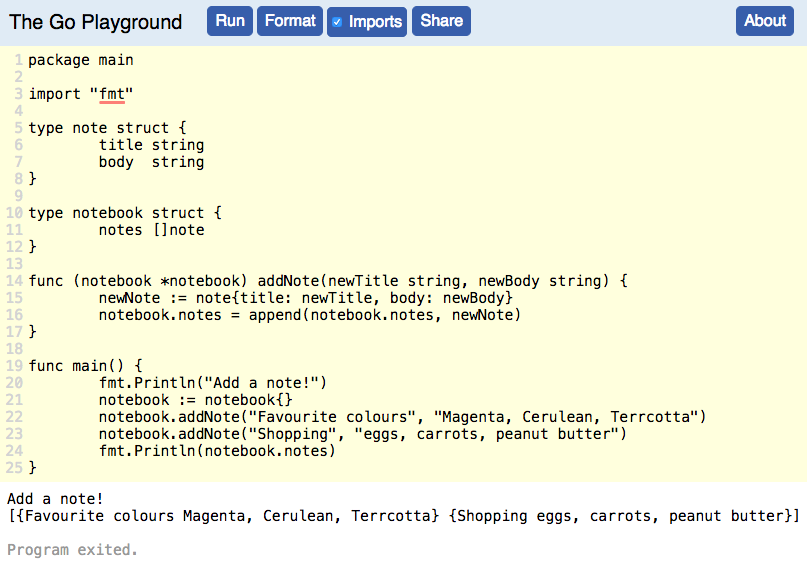 The Go Playground Run Format Imports Share About
1 package main
2
3 import "fmt"
4
5 type note struct {
6 title string
7 body  string
8 }
9
10 type notebook struct {
11 notes []note
12 }
13
14 func (notebook *notebook) addNote(newTitle string, newBody string) {
15 newNote := note{title: newTitle, body: newBody}
16 notebook.notes = append(notebook.notes, newNote)
17 }
18
19 func main() {
20 fmt.Println("Add a note!")
21 notebook := notebook{}
22 notebook.addNote("Favourite colours", "Magenta, Cerulean, Terrcotta")
23 notebook.addNote("Shopping", "eggs, carrots, peanut butter")
24 fmt.Println(notebook.notes)
25 }
Add a note!
[{Favourite colours Magenta, Cerulean, Terrcotta} {Shopping eggs, carrots, peanut butter}]
Program exited.